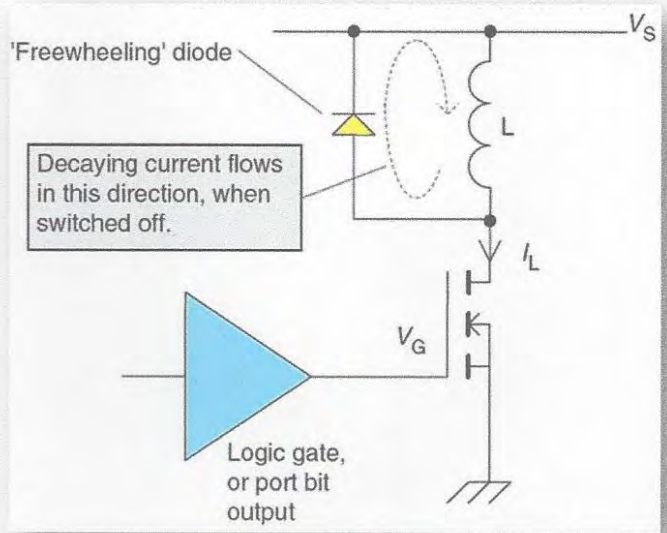 V_S
'Freewheeling' diode
L
Decaying current flows
in this direction, when
switched off.
I_L
V_G
Logic gate,
or port bit
output